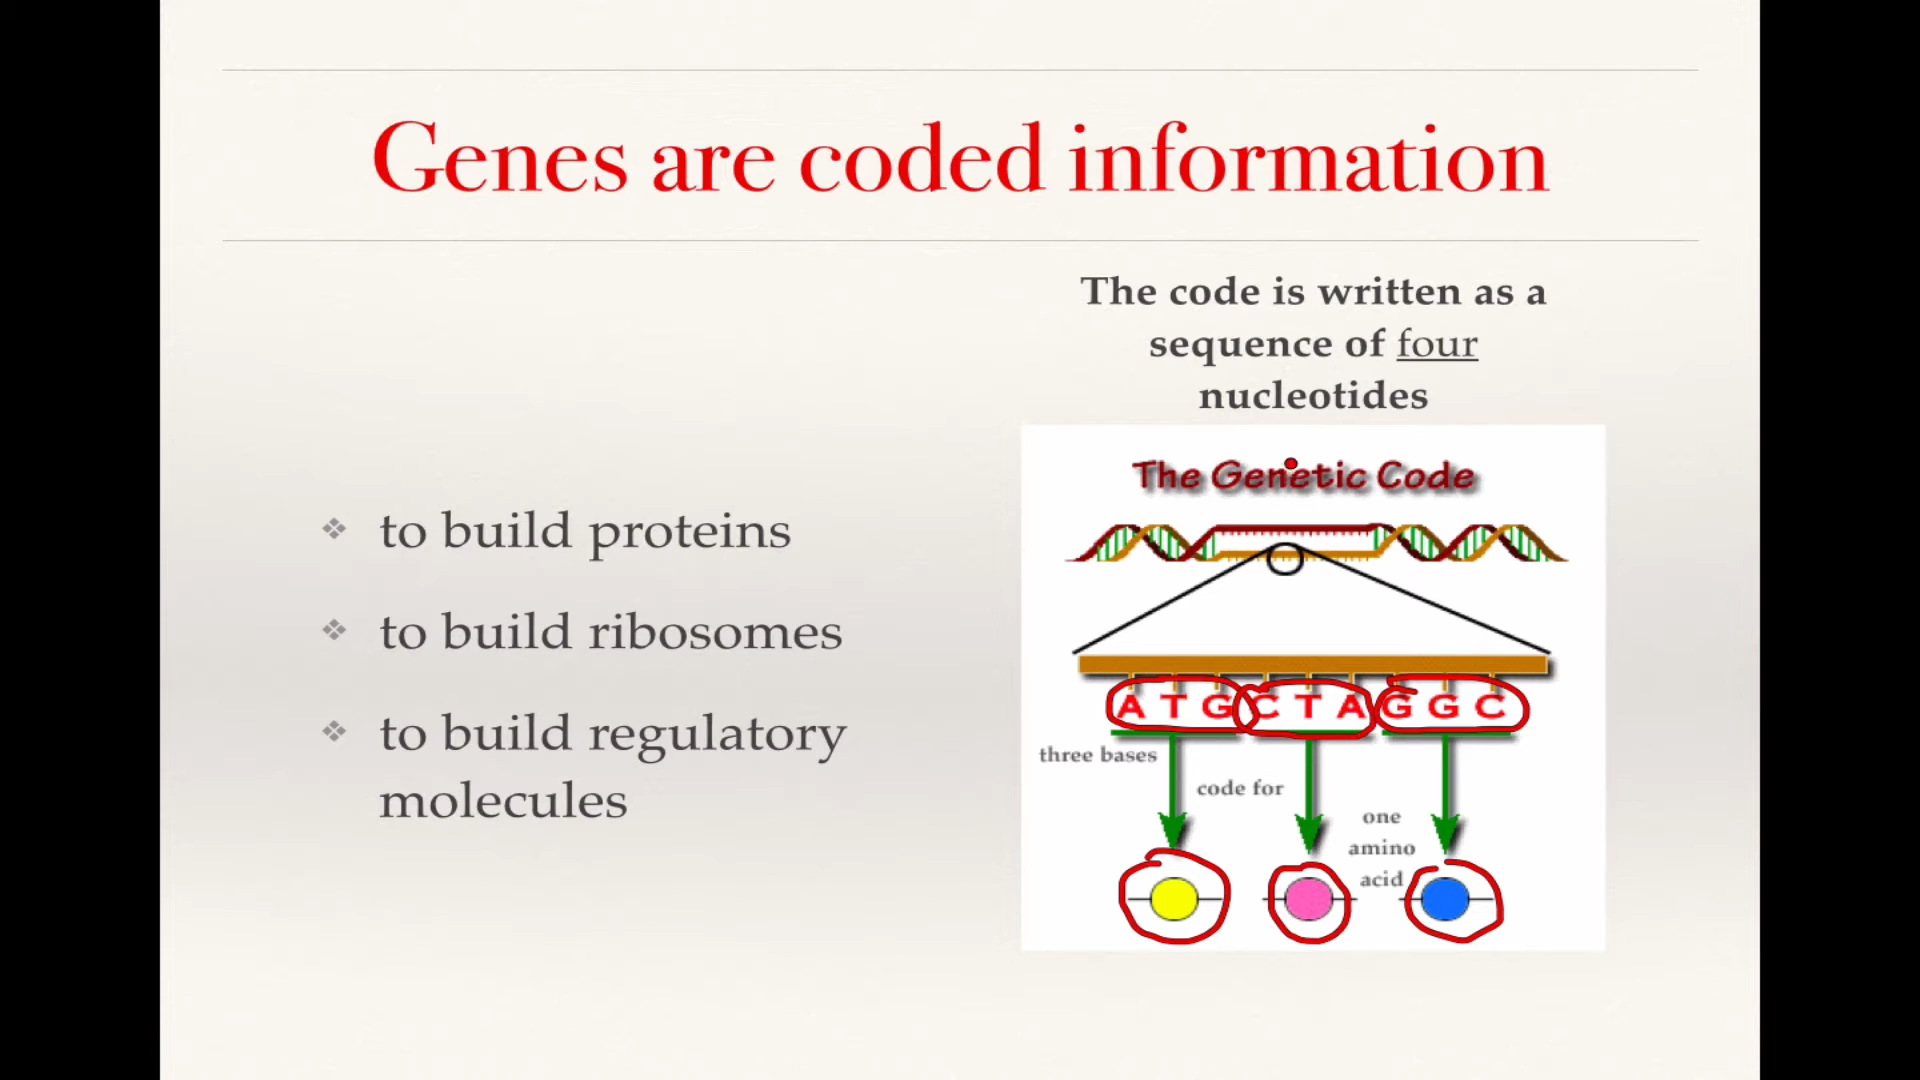 Genes are coded information
to build proteins
to build ribosomes
to build regulatory
molecules
The code is written as a
sequence of four
nucleotides
The Genetic Code
A T G C T A G G C
three bases
code for
one
amino
acid